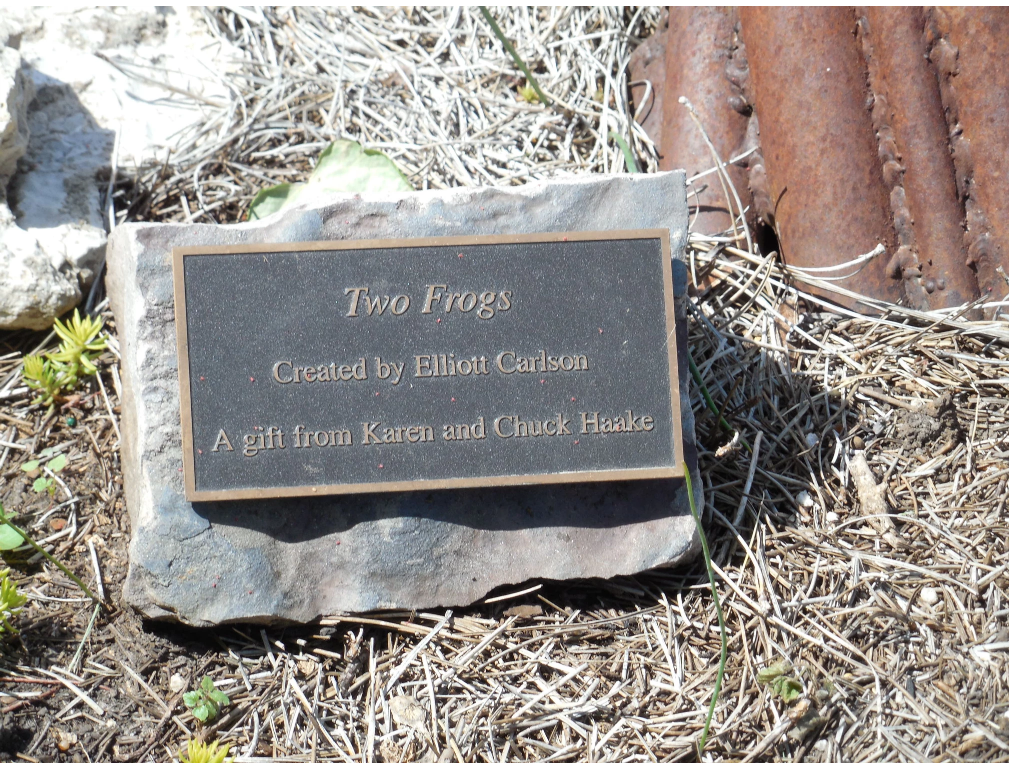 Two Frogs
Created by Elliott Carlson
A gift from Karen and Chuck Haake